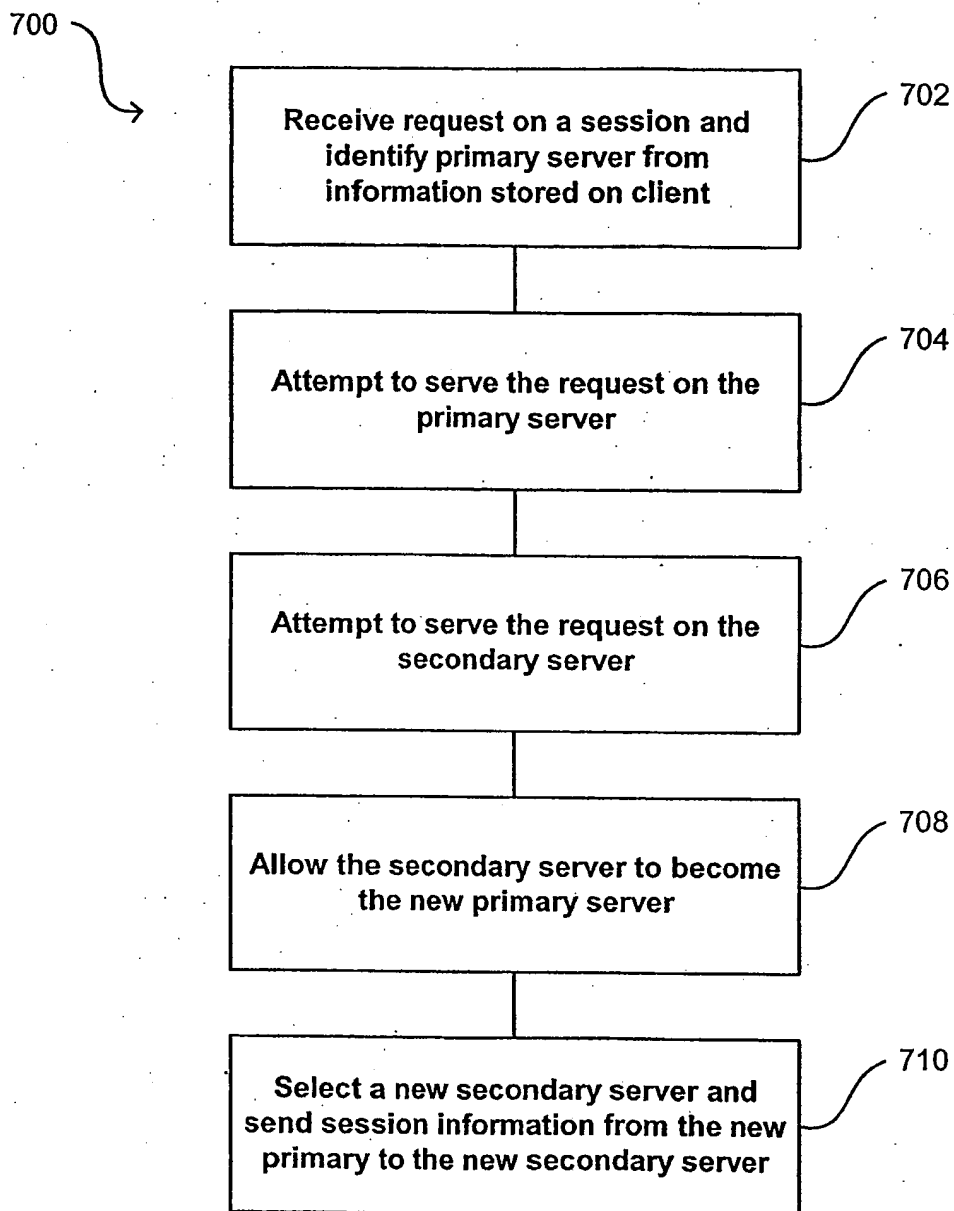 700
Receive request on a session and
identify primary server from
information stored on client
702
Attempt to serve the request on the
primary server
704
Attempt to serve the request on the
secondary server
706
Allow the secondary server to become
the new primary server
708
Select a new secondary server and
send session information from the new
primary to the new secondary server
710